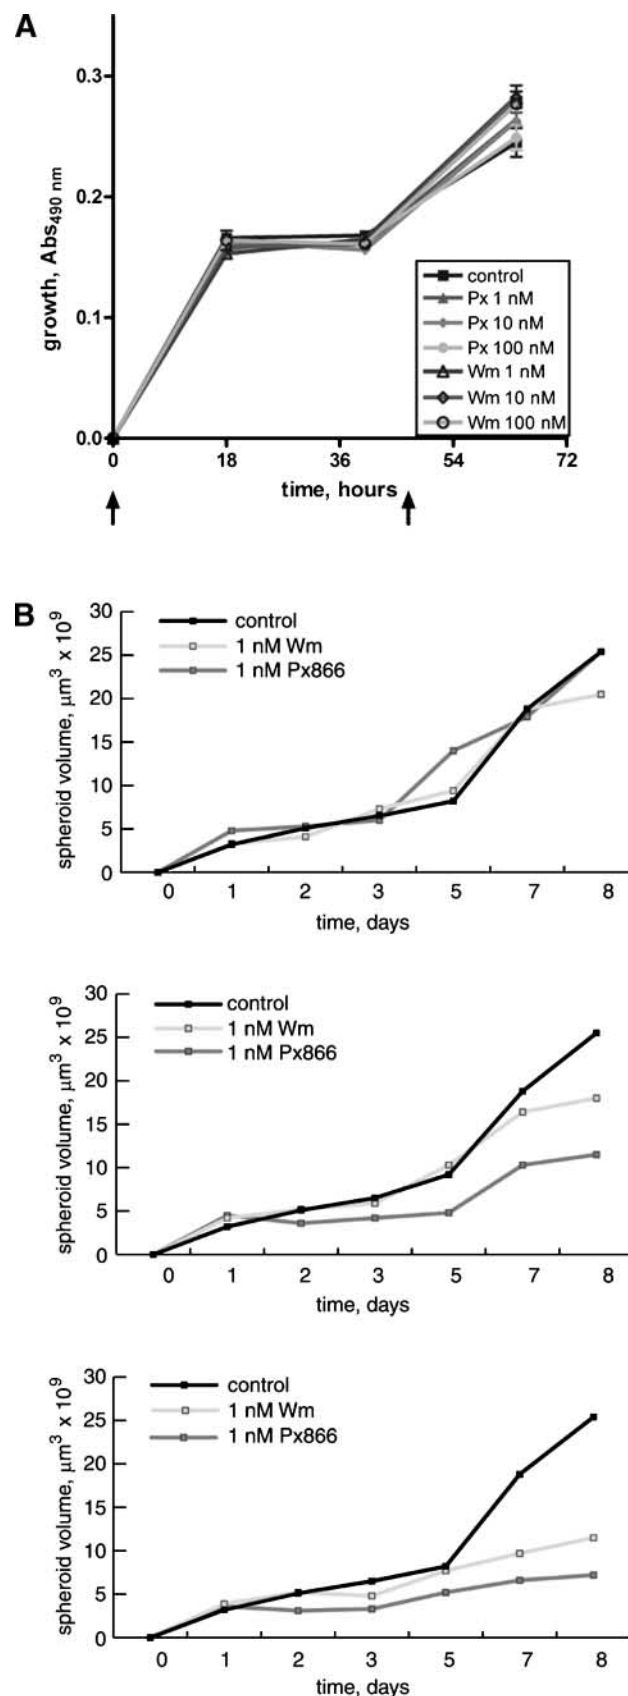 A
growth, Abs490 nm
0.3
0.2
0.1
0.0
control
Px 1 nM
Px 10 nM
Px 100 nM
Wm 1 nM
Wm 10 nM
Wm 100 nM
0 18 36 54 72
time, hours
B
spheroid volume, μm³ x 10⁹
30
25
20
15
10
5
0
control
1 nM Wm
1 nM Px866
0 1 2 3 5 7 8
time, days
spheroid volume, μm³ x 10⁹
30
25
20
15
10
5
0
control
1 nM Wm
1 nM Px866
0 1 2 3 5 7 8
time, days
spheroid volume, μm³ x 10⁹
30
25
20
15
10
5
0
control
1 nM Wm
1 nM Px866
0 1 2 3 5 7 8
time, days